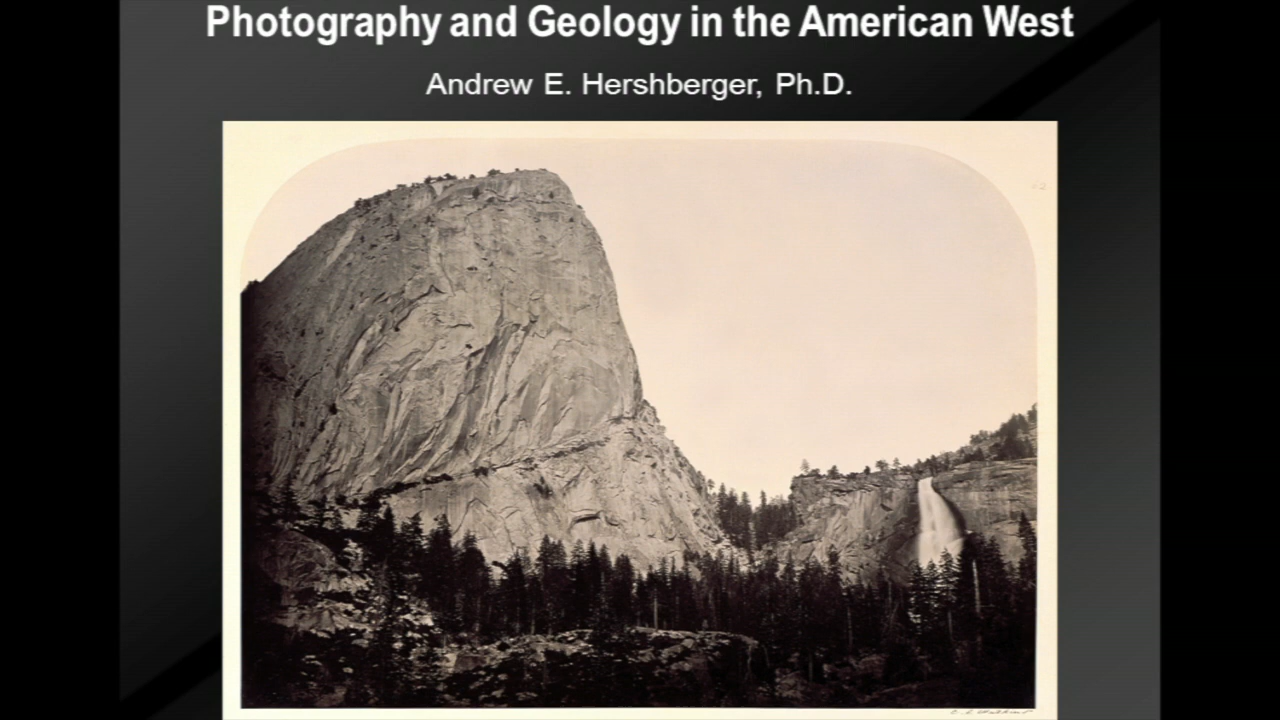 Photography and Geology in the American West
Andrew E. Hershberger, Ph.D.